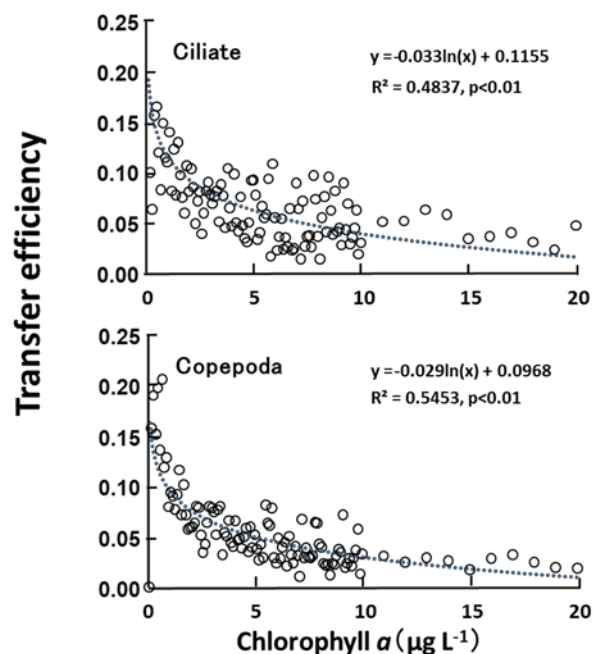 Transfer efficiency
0.25
0.20
0.15
0.10
0.05
0.00
Ciliate
y =-0.033ln(x) + 0.1155
R² = 0.4837, p<0.01
0 5 10 15 20
0.25
0.20
0.15
0.10
0.05
0.00
Copepoda
y =-0.029ln(x) + 0.0968
R² = 0.5453, p<0.01
0 5 10 15 20
Chlorophyll a (μg L⁻¹)